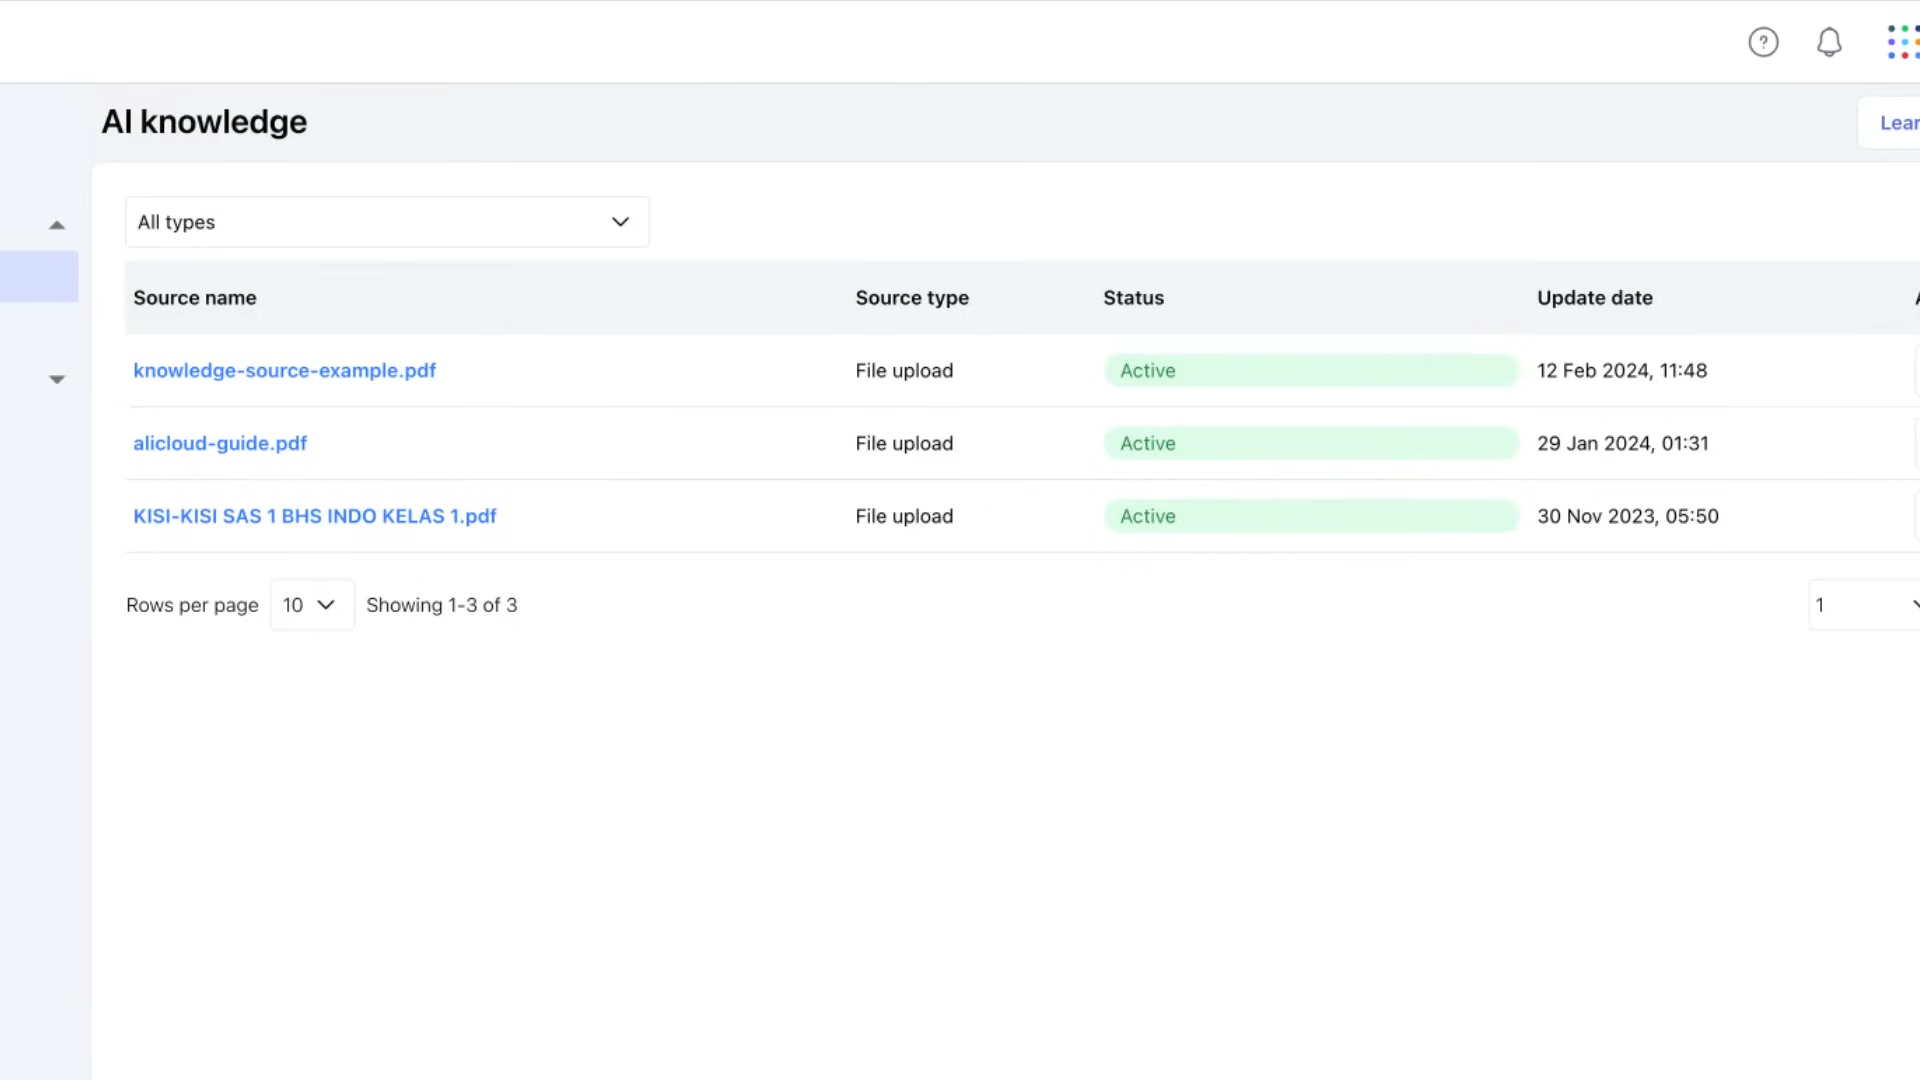 AI knowledge
All types
Source name Source type Status Update date
knowledge-source-example.pdf File upload Active 12 Feb 2024, 11:48
alicloud-guide.pdf File upload Active 29 Jan 2024, 01:31
KISI-KISI SAS 1 BHS INDO KELAS 1.pdf File upload Active 30 Nov 2023, 05:50
Rows per page 10 Showing 1-3 of 3 1